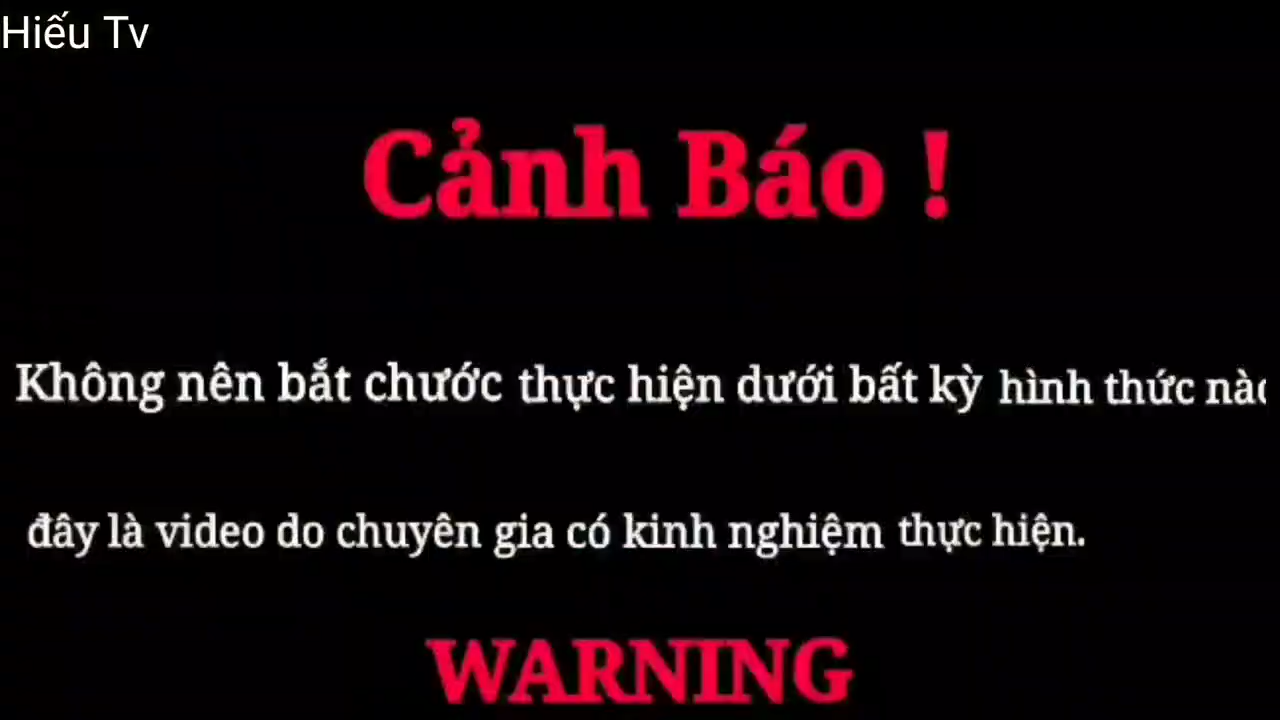 Hiếu Tv
Cảnh Báo !
Không nên bắt chước thực hiện dưới bất kỳ hình thức nào
đây là video do chuyên gia có kinh nghiệm thực hiện.
WARNING